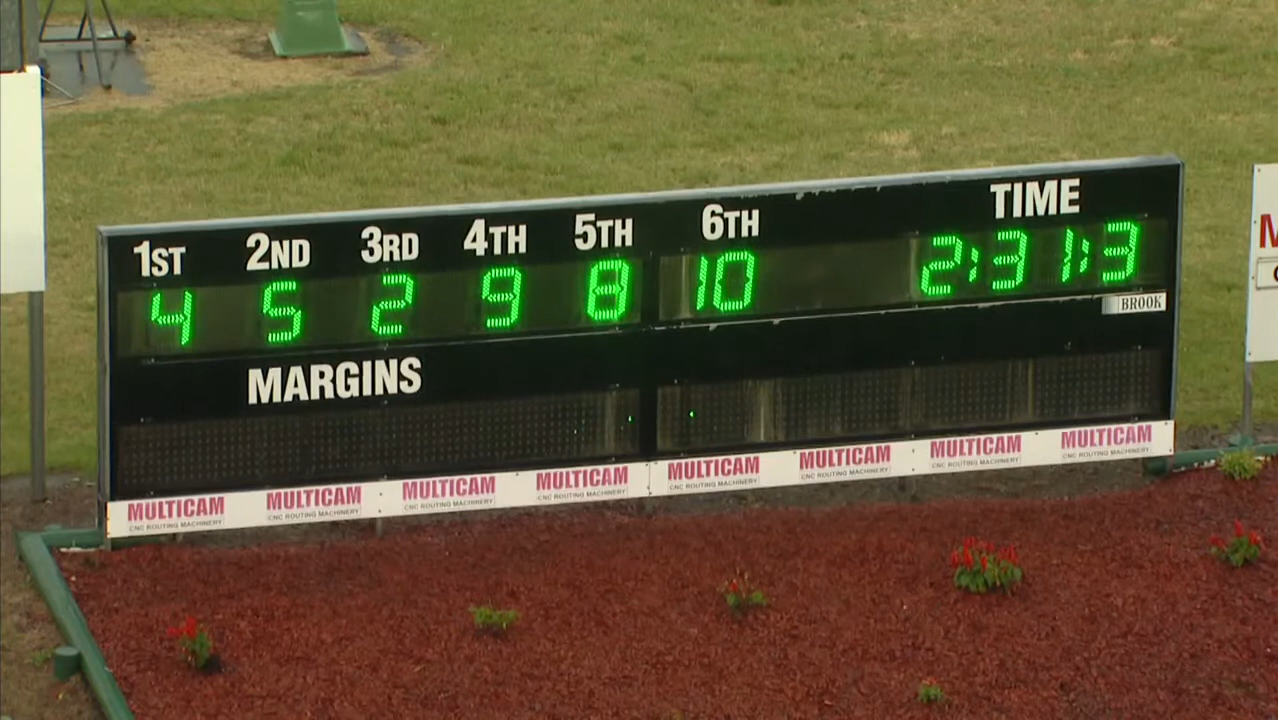 1ST 2ND 3RD 4TH 5TH 6TH TIME
4 5 2 9 8 10 2:31:3
BROOK
MARGINS
MULTICAM MULTICAM MULTICAM MULTICAM MULTICAM MULTICAM MULTICAM MULTICAM
CNC ROUTING MACHINERY CNC ROUTING MACHINERY CNC ROUTING MACHINERY CNC ROUTING MACHINERY CNC ROUTING MACHINERY CNC ROUTING MACHINERY CNC ROUTING MACHINERY CNC ROUTING MACHINERY